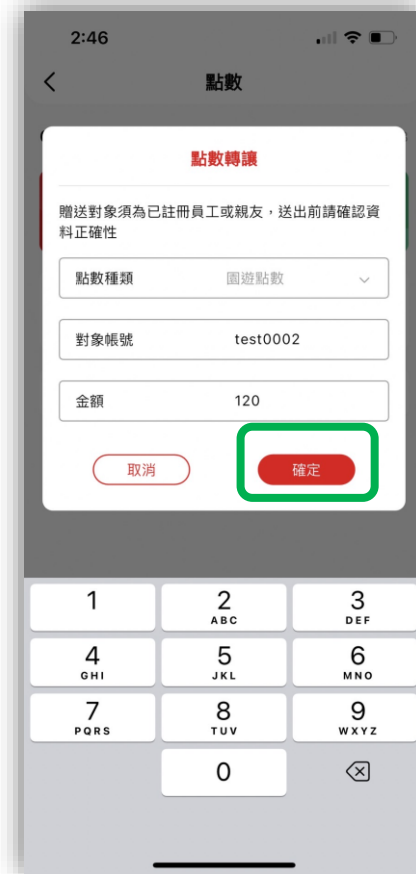 2:46
點數
點數轉讓
贈送對象須為已註冊員工或親友，送出前請確認資
料正確性
點數種類 園遊點數
對象帳號 test0002
金額 120
取消 確定
1 2 3
ABC DEF
4 5 6
GHI JKL MNO
7 8 9
PQRS TUV WXYZ
0